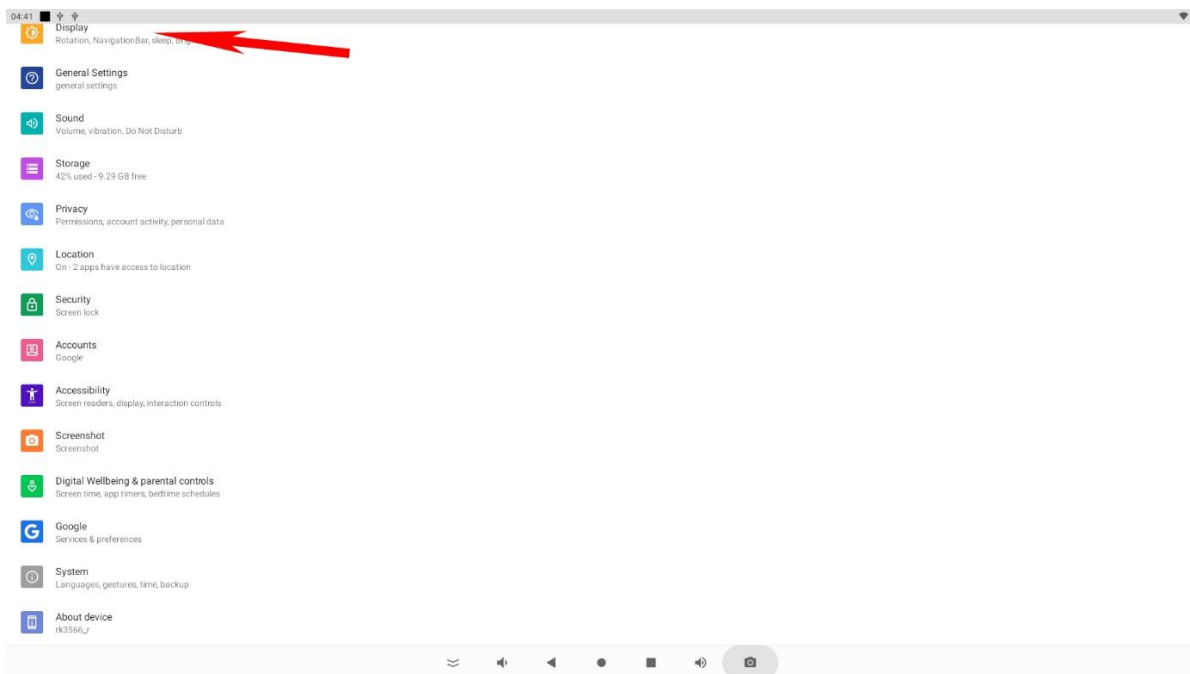 04:41
Display
Rotation, NavigationBar, sleep,
General Settings
general settings
Sound
Volume, vibration, Do Not Disturb
Storage
42% used - 9.29 GB free
Privacy
Permissions, account activity, personal data
Location
On - 2 apps have access to location
Security
Screen lock
Accounts
Google
Accessibility
Screen readers, display, interaction controls
Screenshot
Screenshot
Digital Wellbeing & parental controls
Screen time, app timers, bedtime schedules
Google
Services & preferences
System
Languages, gestures, time, backup
About device
rk3566_r